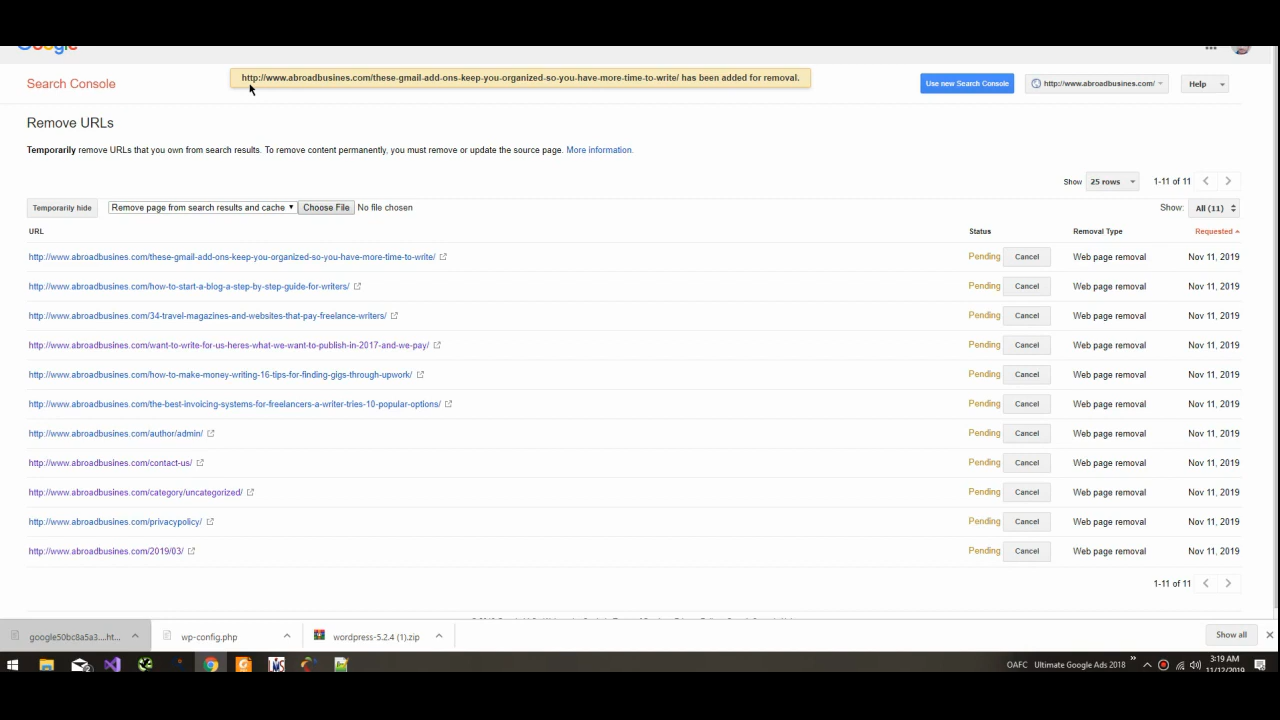 Google
Search Console
http://www.abroadbusines.com/these-gmail-add-ons-keep-you-organized-so-you-have-more-time-to-write/ has been added for removal.
Use new Search Console
http://www.abroadbusines.com/
Help
Remove URLs
Temporarily remove URLs that you own from search results. To remove content permanently, you must remove or update the source page. More information.
Show 25 rows 1-11 of 11
Temporarily hide Remove page from search results and cache Choose File No file chosen Show: All (11)
URL Status Removal Type Requested
http://www.abroadbusines.com/these-gmail-add-ons-keep-you-organized-so-you-have-more-time-to-write/ Pending Cancel Web page removal Nov 11, 2019
http://www.abroadbusines.com/how-to-start-a-blog-a-step-by-step-guide-for-writers/ Pending Cancel Web page removal Nov 11, 2019
http://www.abroadbusines.com/34-travel-magazines-and-websites-that-pay-freelance-writers/ Pending Cancel Web page removal Nov 11, 2019
http://www.abroadbusines.com/want-to-write-for-us-heres-what-we-want-to-publish-in-2017-and-we-pay/ Pending Cancel Web page removal Nov 11, 2019
http://www.abroadbusines.com/how-to-make-money-writing-16-tips-for-finding-gigs-through-upwork/ Pending Cancel Web page removal Nov 11, 2019
http://www.abroadbusines.com/the-best-invoicing-systems-for-freelancers-a-writer-tries-10-popular-options/ Pending Cancel Web page removal Nov 11, 2019
http://www.abroadbusines.com/author/admin/ Pending Cancel Web page removal Nov 11, 2019
http://www.abroadbusines.com/contact-us/ Pending Cancel Web page removal Nov 11, 2019
http://www.abroadbusines.com/category/uncategorized/ Pending Cancel Web page removal Nov 11, 2019
http://www.abroadbusines.com/privacypolicy/ Pending Cancel Web page removal Nov 11, 2019
http://www.abroadbusines.com/2019/03/ Pending Cancel Web page removal Nov 11, 2019
1-11 of 11
google50bc8a5a3....ht... wp-config.php wordpress-5.2.4 (1).zip Show all
OAFC Ultimate Google Ads 2018 3:19 AM
11/12/2019